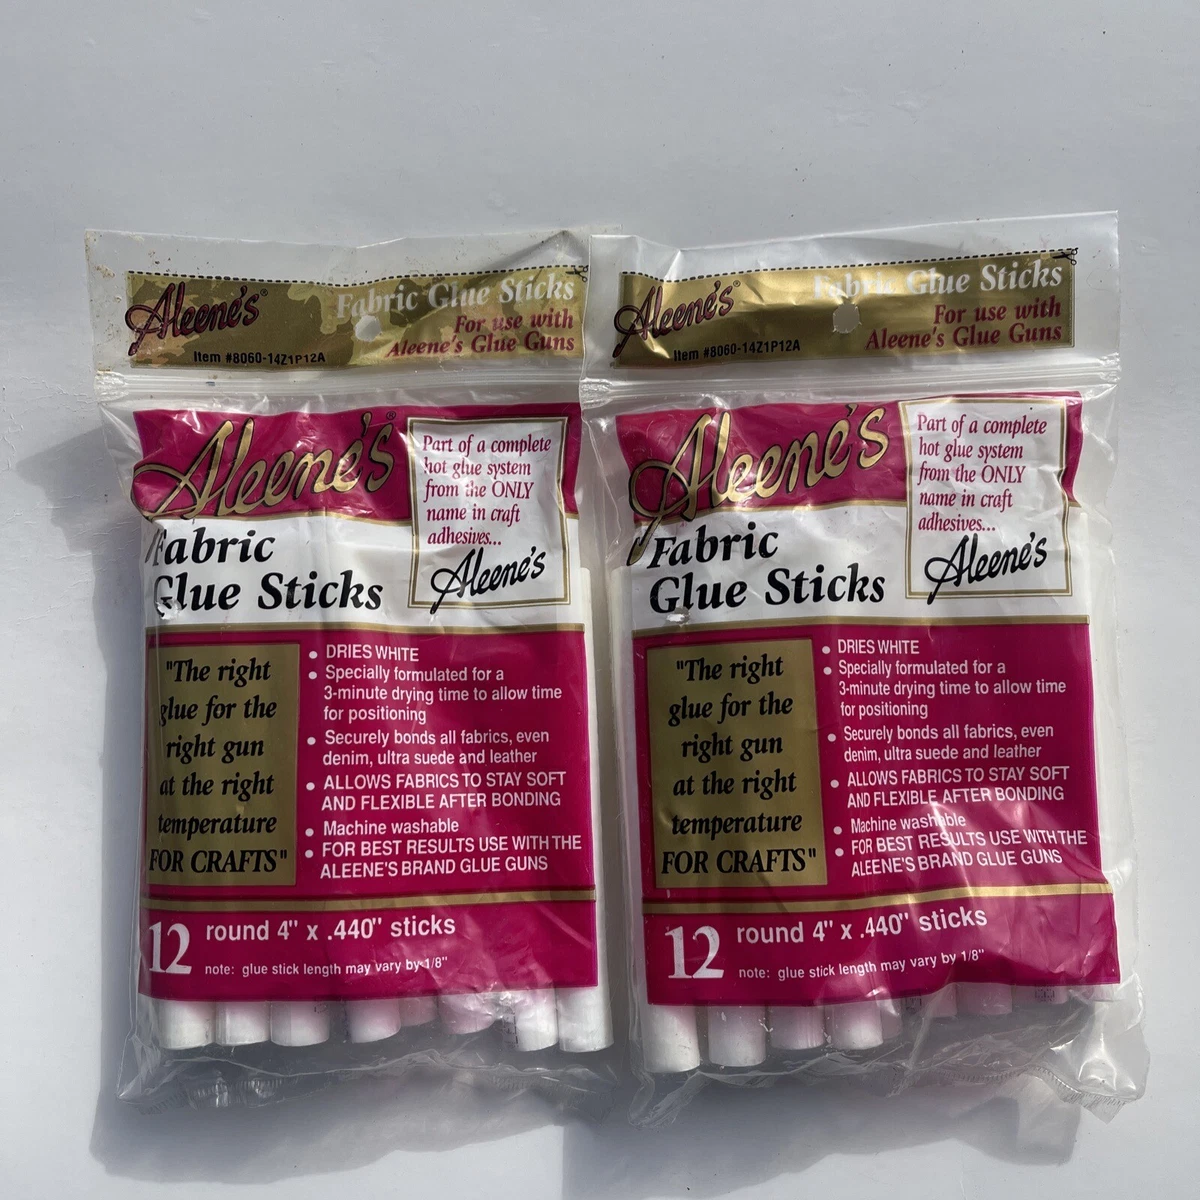 Aleene's®
Fabric Glue Sticks
For use with
Aleene's Glue Guns
Item #8060-14Z1P12A
Aleene's®
Part of a complete
hot glue system
from the ONLY
name in craft
adhesives...
Aleene's
Fabric
Glue Sticks
"The right
glue for the
right gun
at the right
temperature
FOR CRAFTS"
• DRIES WHITE
• Specially formulated for a
3-minute drying time to allow time
for positioning
• Securely bonds all fabrics, even
denim, ultra suede and leather
• ALLOWS FABRICS TO STAY SOFT
AND FLEXIBLE AFTER BONDING
• Machine washable
• FOR BEST RESULTS USE WITH THE
ALEENE'S BRAND GLUE GUNS
12 round 4" x .440" sticks
note: glue stick length may vary by 1/8"
Aleene's®
Fabric Glue Sticks
For use with
Aleene's Glue Guns
Item #8060-14Z1P12A
Aleene's
Part of a complete
hot glue system
from the ONLY
name in craft
adhesives...
Aleene's
Fabric
Glue Sticks
"The right
glue for the
right gun
at the right
temperature
FOR CRAFTS"
• DRIES WHITE
• Specially formulated for a
3-minute drying time to allow time
for positioning
• Securely bonds all fabrics, even
denim, ultra suede and leather
• ALLOWS FABRICS TO STAY SOFT
AND FLEXIBLE AFTER BONDING
• Machine washable
• FOR BEST RESULTS USE WITH THE
ALEENE'S BRAND GLUE GUNS
12 round 4" x .440" sticks
note: glue stick length may vary by 1/8"